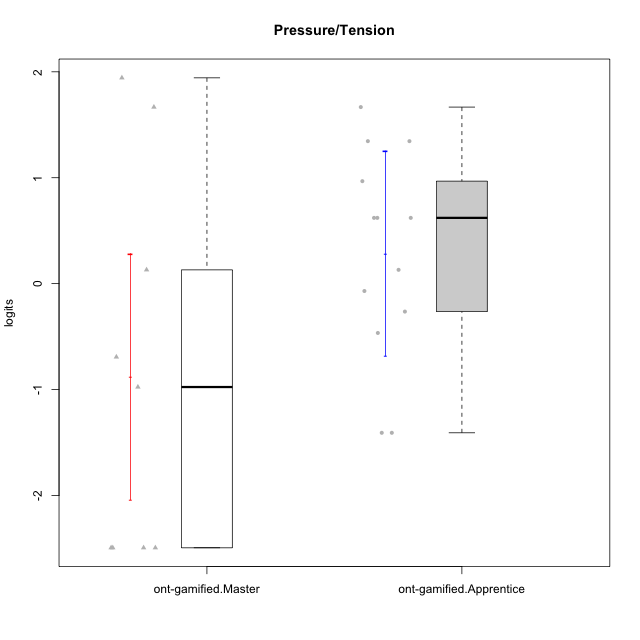 Pressure/Tension
logits
2
1
0
-1
-2
ont-gamified.Master
ont-gamified.Apprentice